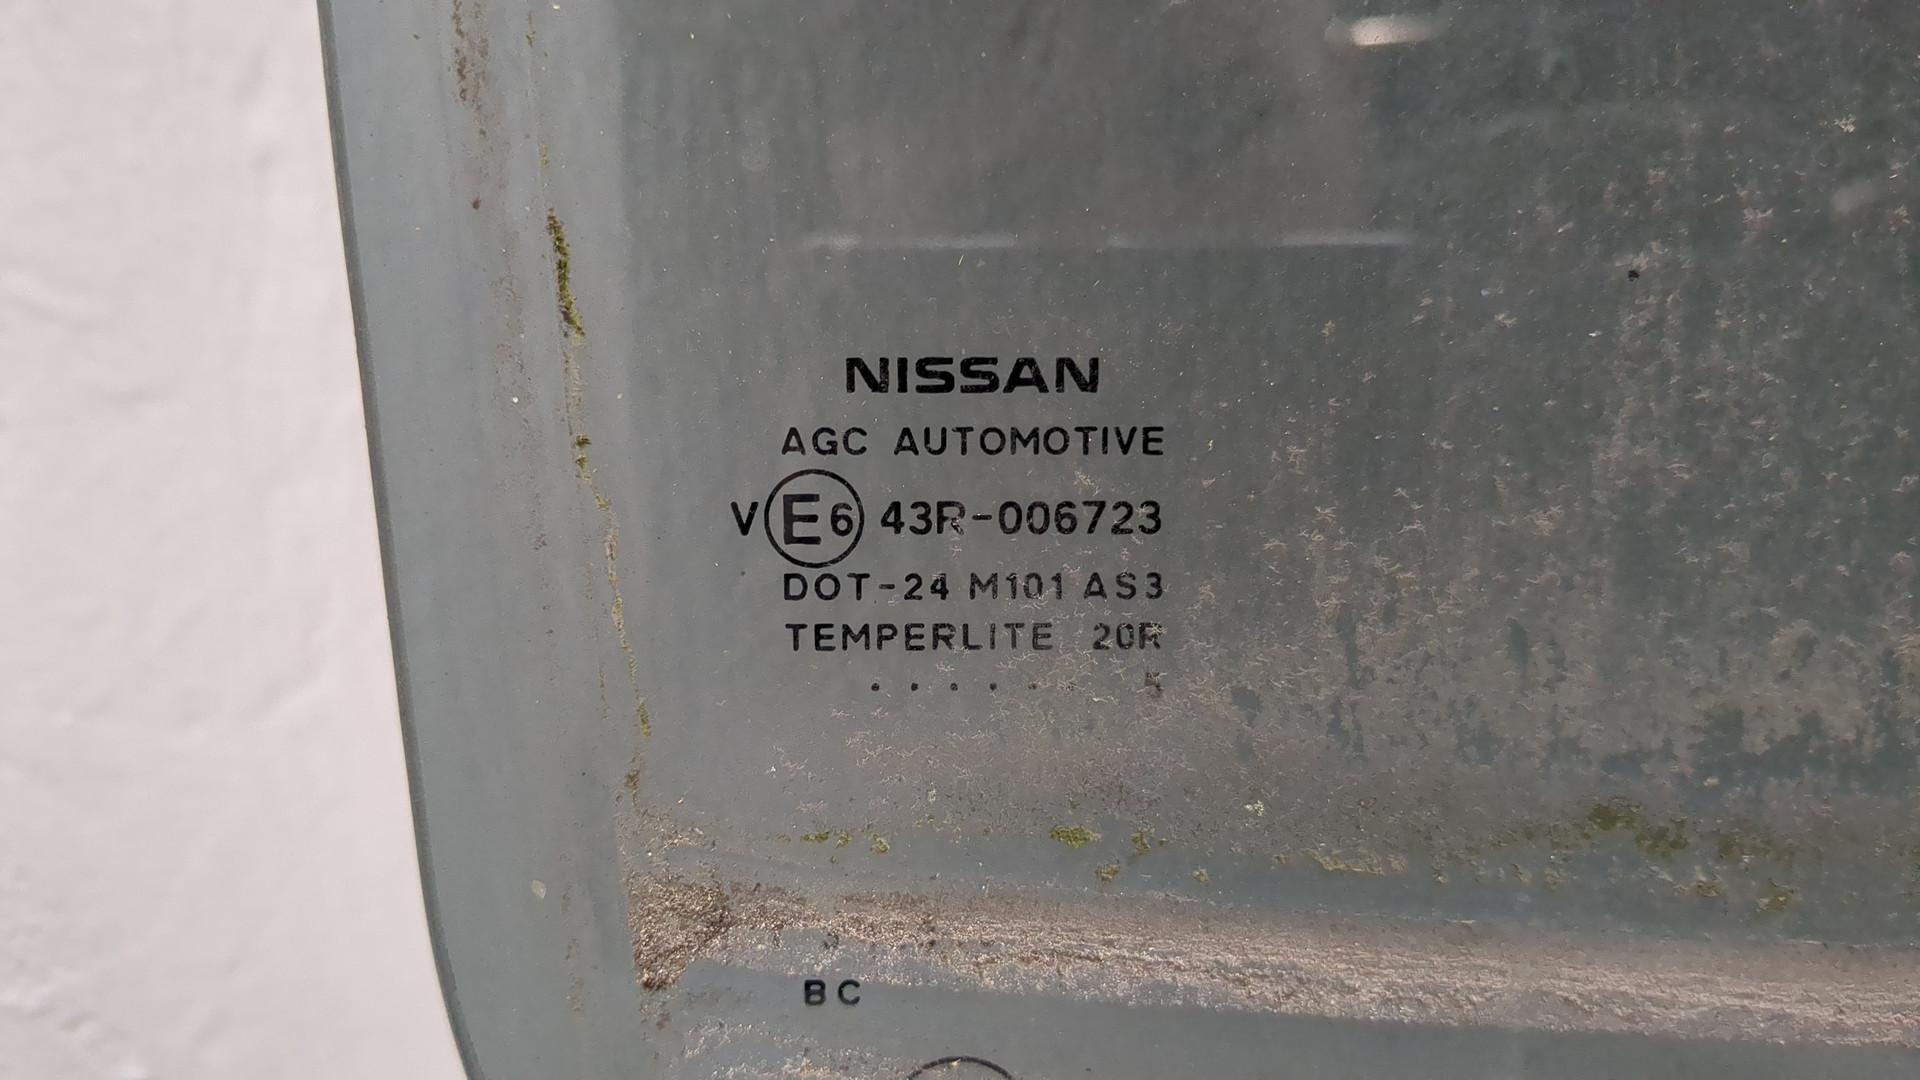 NISSAN
AGC AUTOMOTIVE
V E6 43R-006723
DOT-24 M101 AS3
TEMPERLITE 20R
. . . . . .
BC